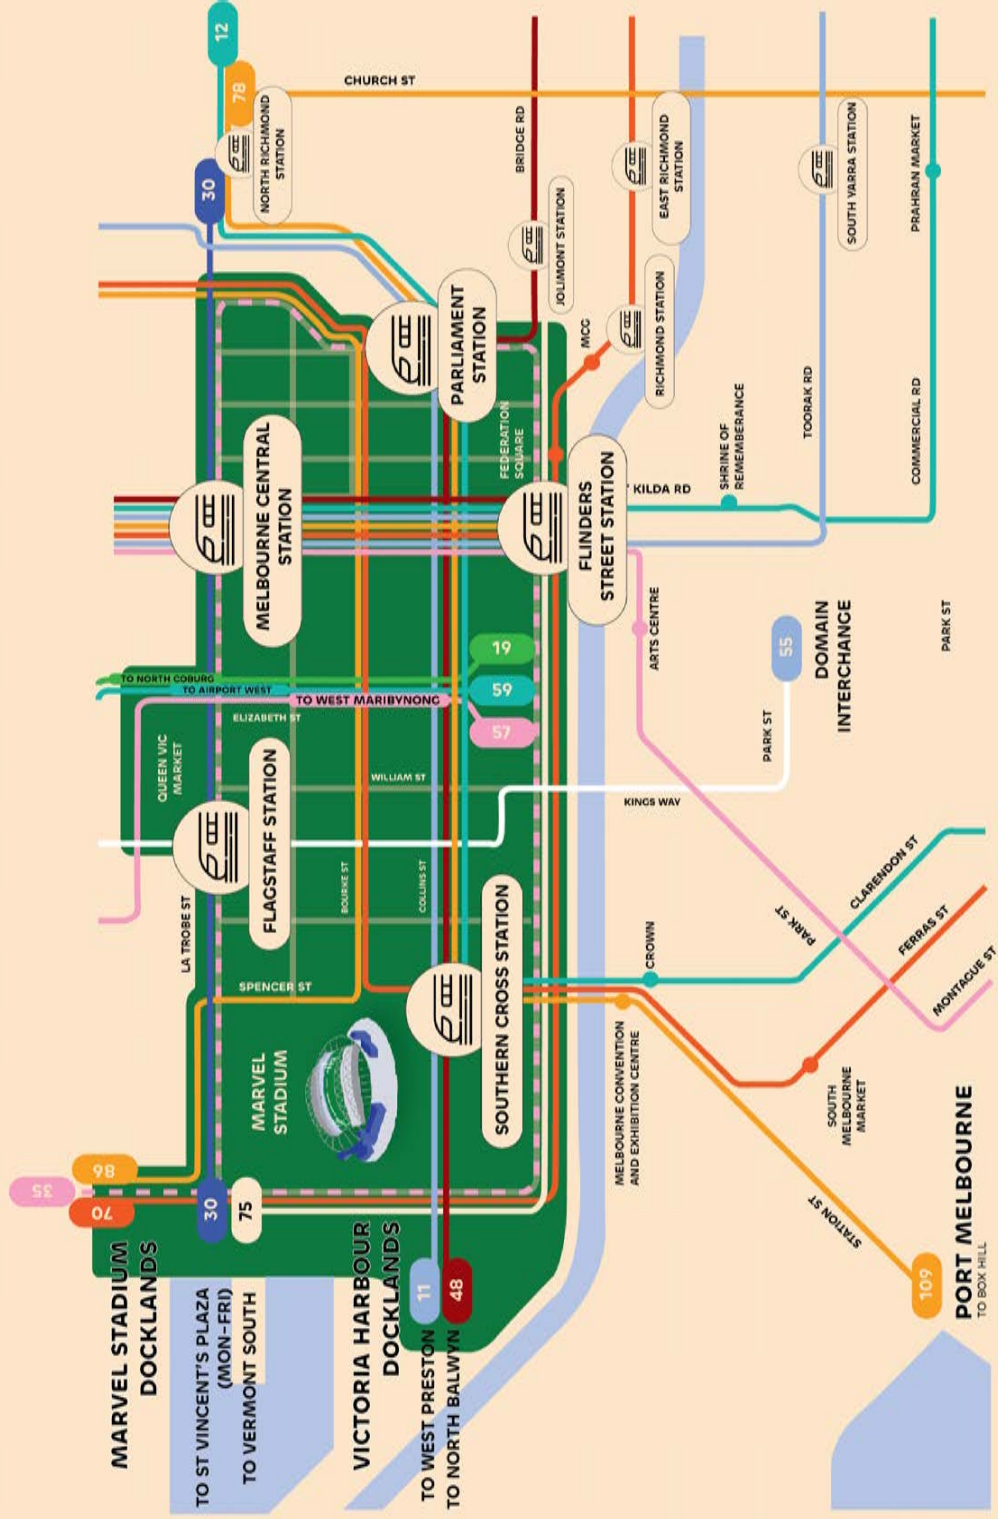 35
70
86
MARVEL STADIUM
DOCKLANDS
TO ST VINCENT'S PLAZA
(MON-FRI)
TO VERMONT SOUTH
30
75
LA TROBE ST
QUEEN VIC
MARKET
TO NORTH COBURG
TO AIRPORT WEST
TO WEST MARIBYNONG
ELIZABETH ST
30
12
78
NORTH RICHMOND
STATION
MELBOURNE CENTRAL
STATION
FLAGSTAFF STATION
SPENCER ST
MARVEL
STADIUM
CHURCH ST
VICTORIA HARBOUR
DOCKLANDS
BOURKE ST
WILLIAM ST
COLLINS ST
PARLIAMENT
STATION
11
48
TO WEST PRESTON
TO NORTH BALWYN
SOUTHERN CROSS STATION
57
59
19
FEDERATION
SQUARE
BRIDGE RD
JOLIMONT STATION
MCG
FLINDERS
STREET STATION
RICHMOND STATION
EAST RICHMOND
STATION
MELBOURNE CONVENTION
AND EXHIBITION CENTRE
CROWN
KINGS WAY
ARTS CENTRE
KILDA RD
SHRINE OF
REMEMBERANCE
PARK ST
55
DOMAIN
INTERCHANGE
TOORAK RD
SOUTH YARRA STATION
PARK ST
STATION ST
SOUTH
MELBOURNE
MARKET
CLARENDON ST
FERRAS ST
MONTAGUE ST
PARK ST
COMMERCIAL RD
PRAHRAN MARKET
109
PORT MELBOURNE
TO BOX HILL